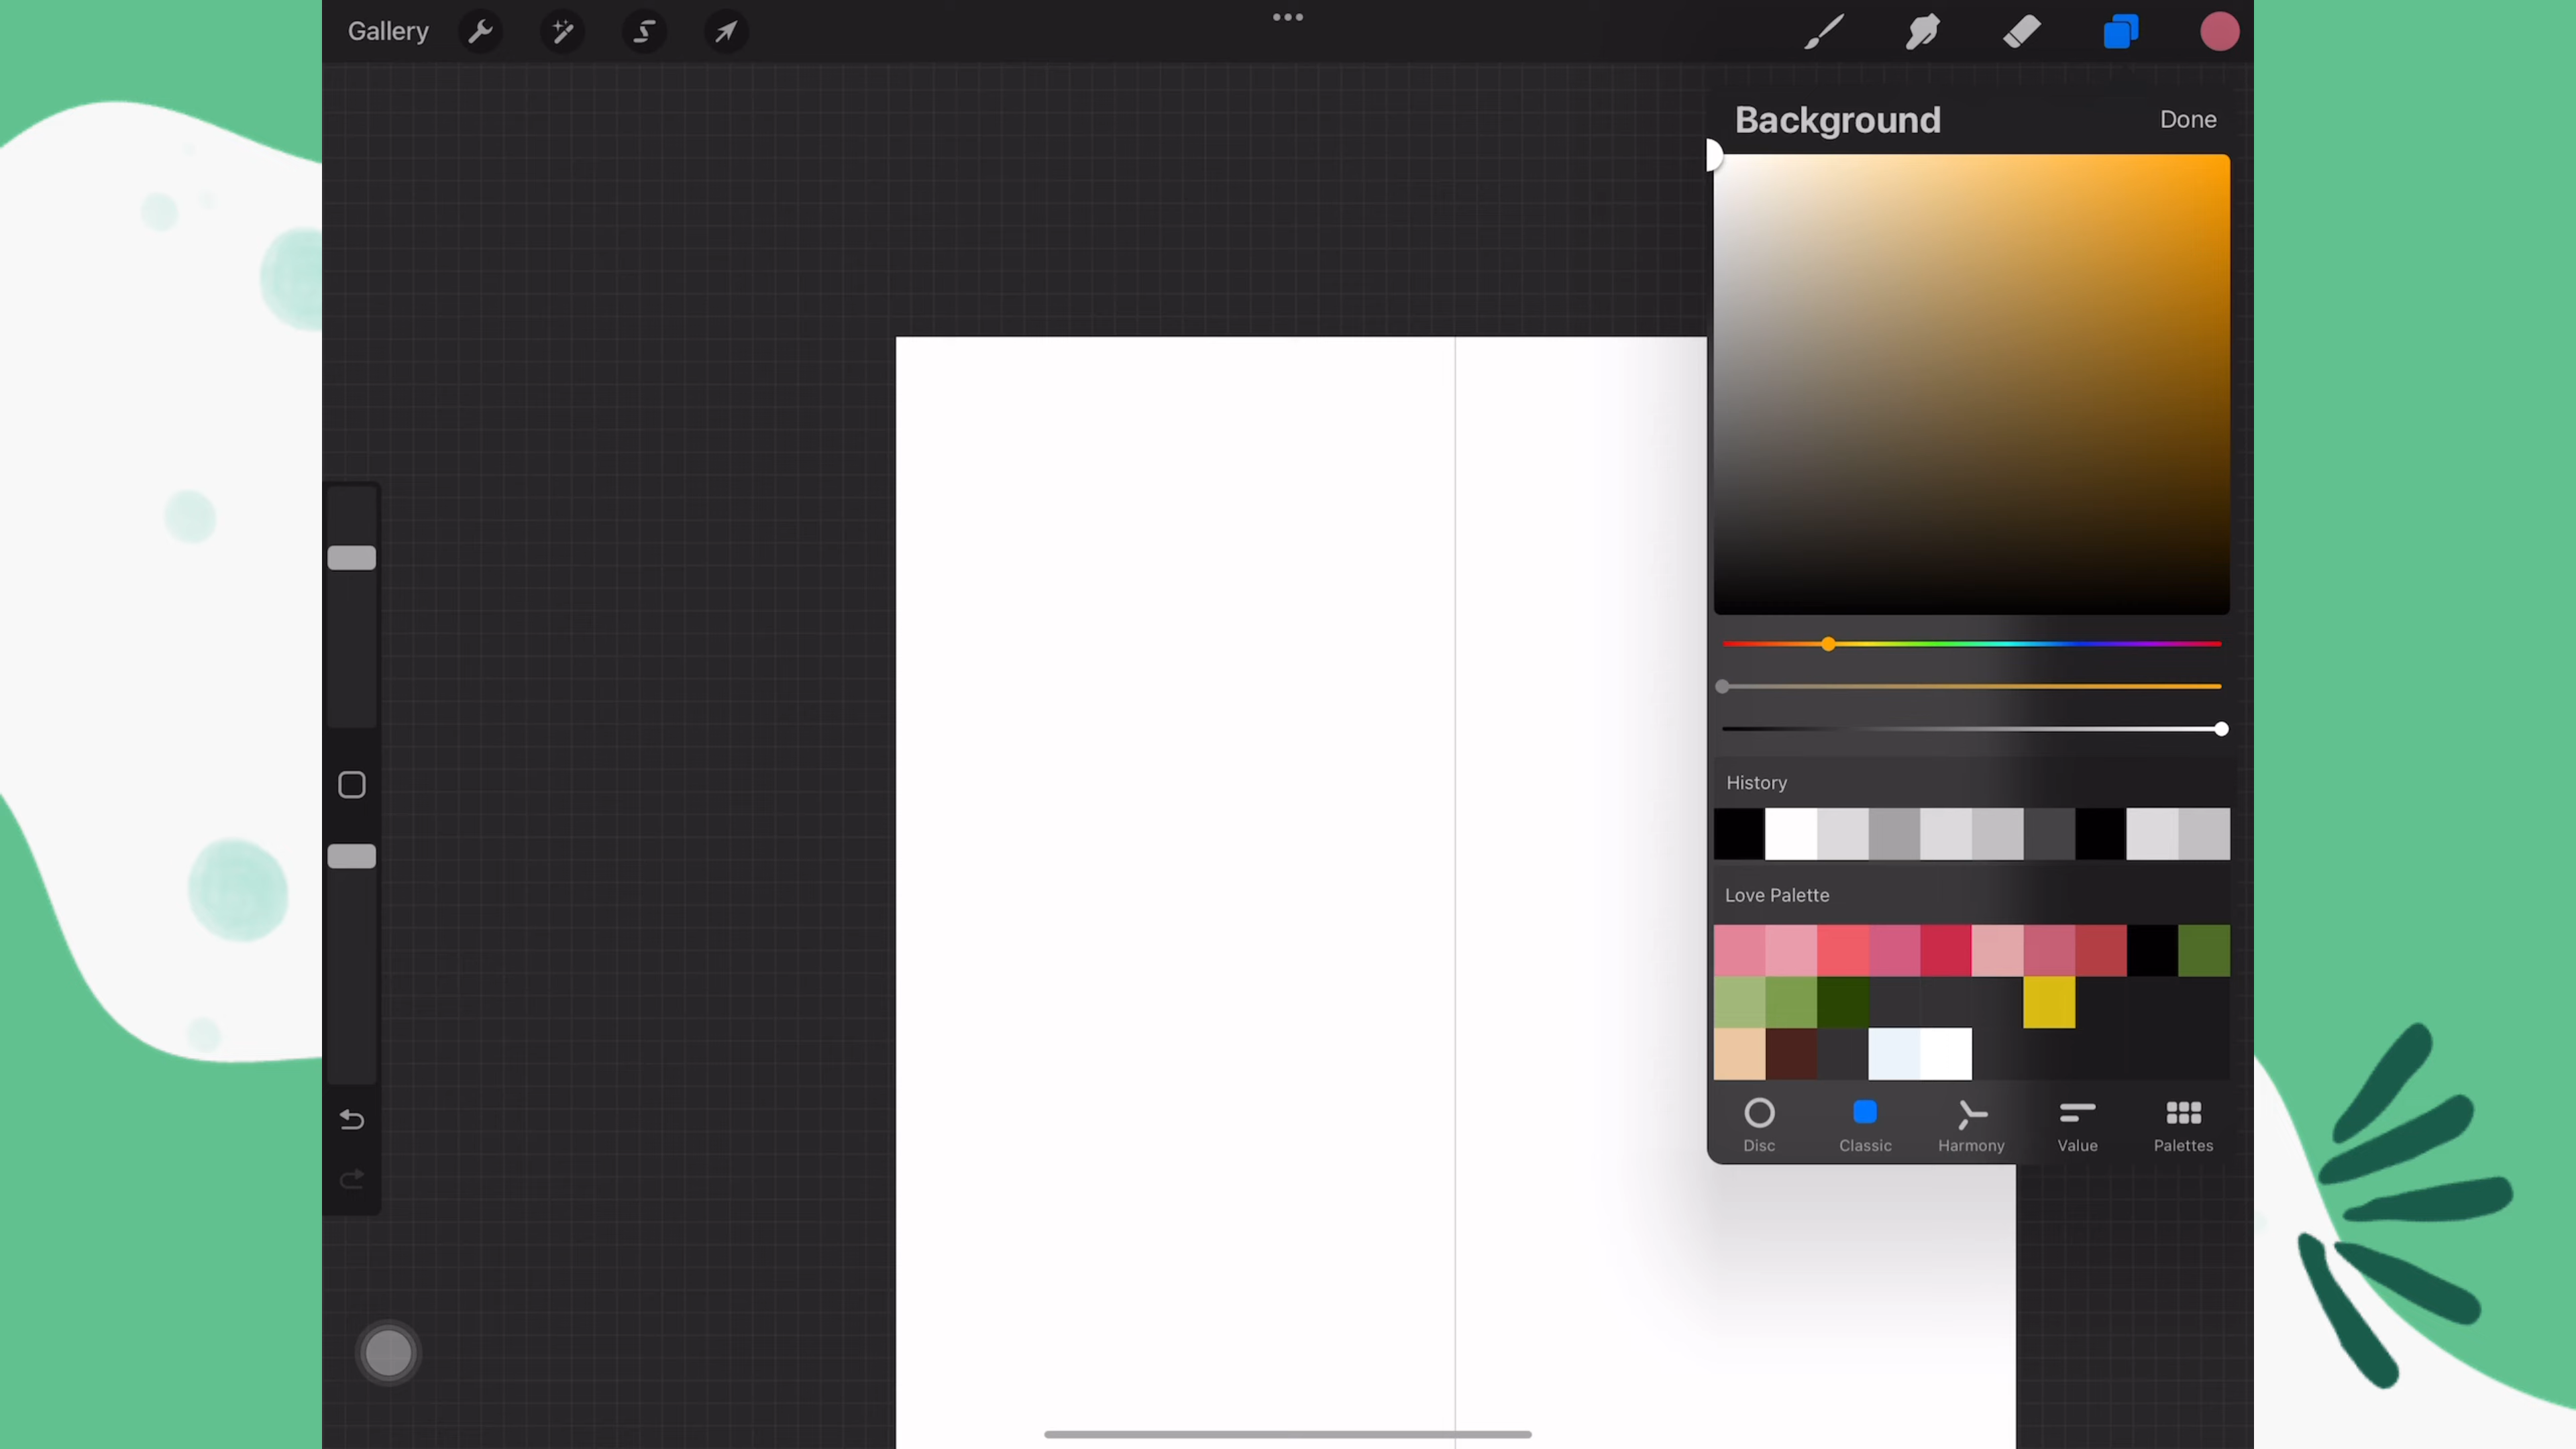 Gallery
Background
Done
History
Love Palette
Disc
Classic
Harmony
Value
Palettes